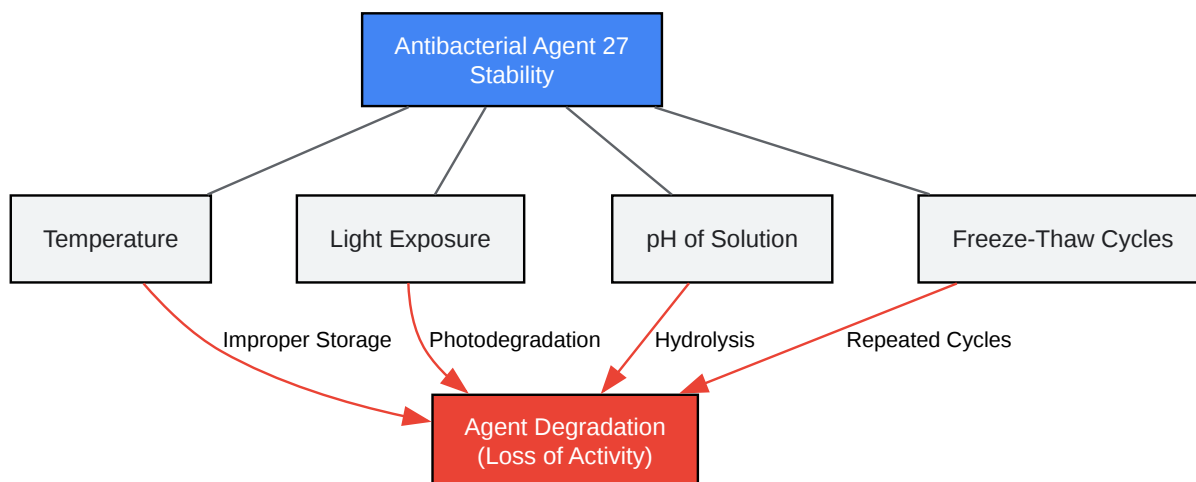 Antibacterial Agent 27
Stability
Temperature
Light Exposure
pH of Solution
Freeze-Thaw Cycles
Improper Storage
Photodegradation
Hydrolysis
Repeated Cycles
Agent Degradation
(Loss of Activity)